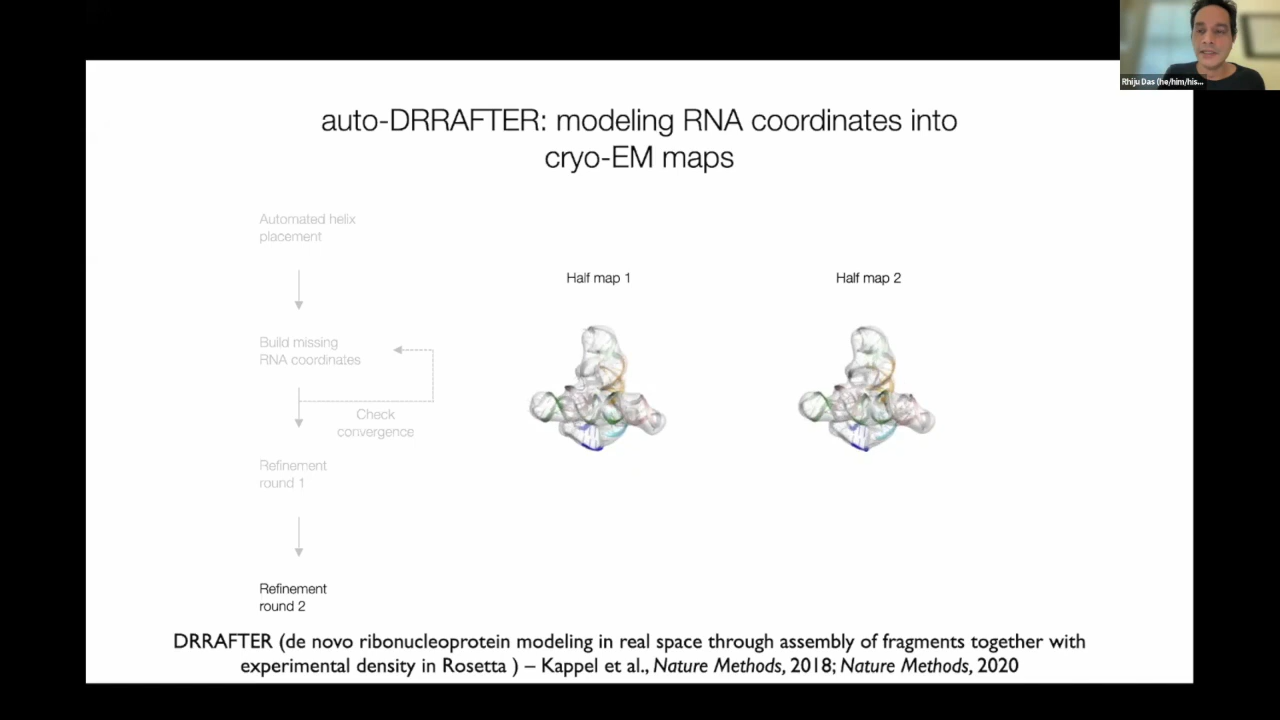 Rhiju Das (he/him/his...
auto-DRRAFTER: modeling RNA coordinates into
cryo-EM maps
Automated helix
placement
Half map 1
Half map 2
Build missing
RNA coordinates
Check
convergence
Refinement
round 1
Refinement
round 2
DRRAFTER (de novo ribonucleoprotein modeling in real space through assembly of fragments together with
experimental density in Rosetta ) – Kappel et al., Nature Methods, 2018; Nature Methods, 2020